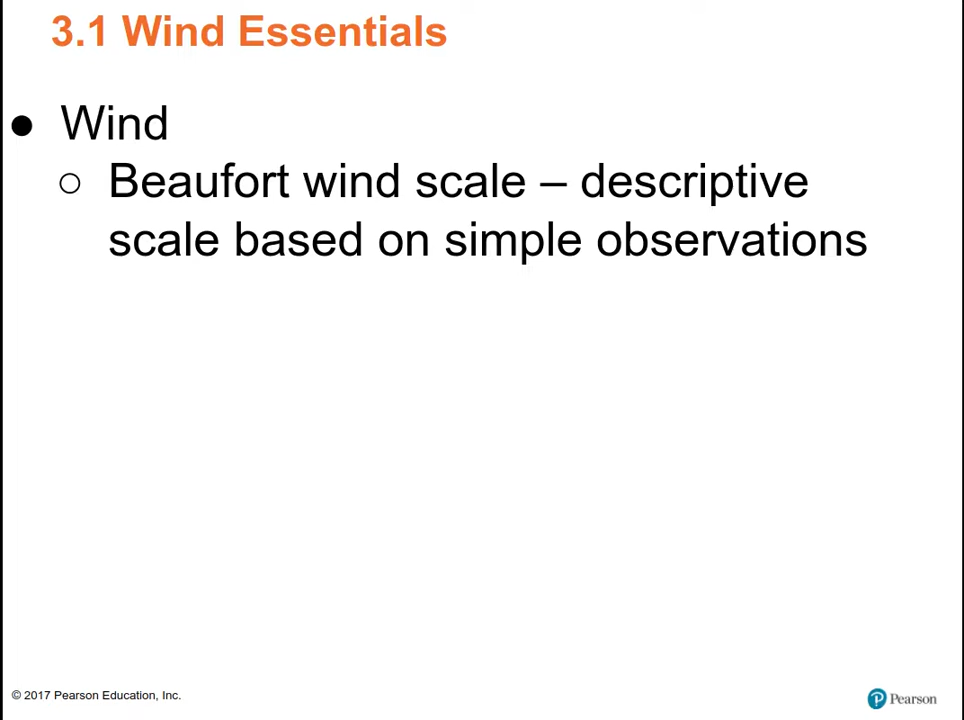 3.1 Wind Essentials
● Wind
○ Beaufort wind scale – descriptive
scale based on simple observations
© 2017 Pearson Education, Inc.
Pearson